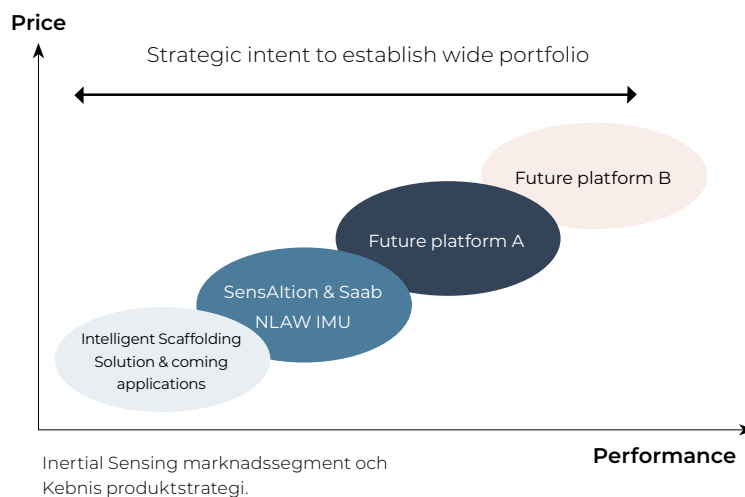 Price
Strategic intent to establish wide portfolio
Future platform B
Future platform A
SensAItion & Saab
NLAW IMU
Intelligent Scaffolding
Solution & coming
applications
Performance
Inertial Sensing marknadssegment och
Kebnis produktstrategi.